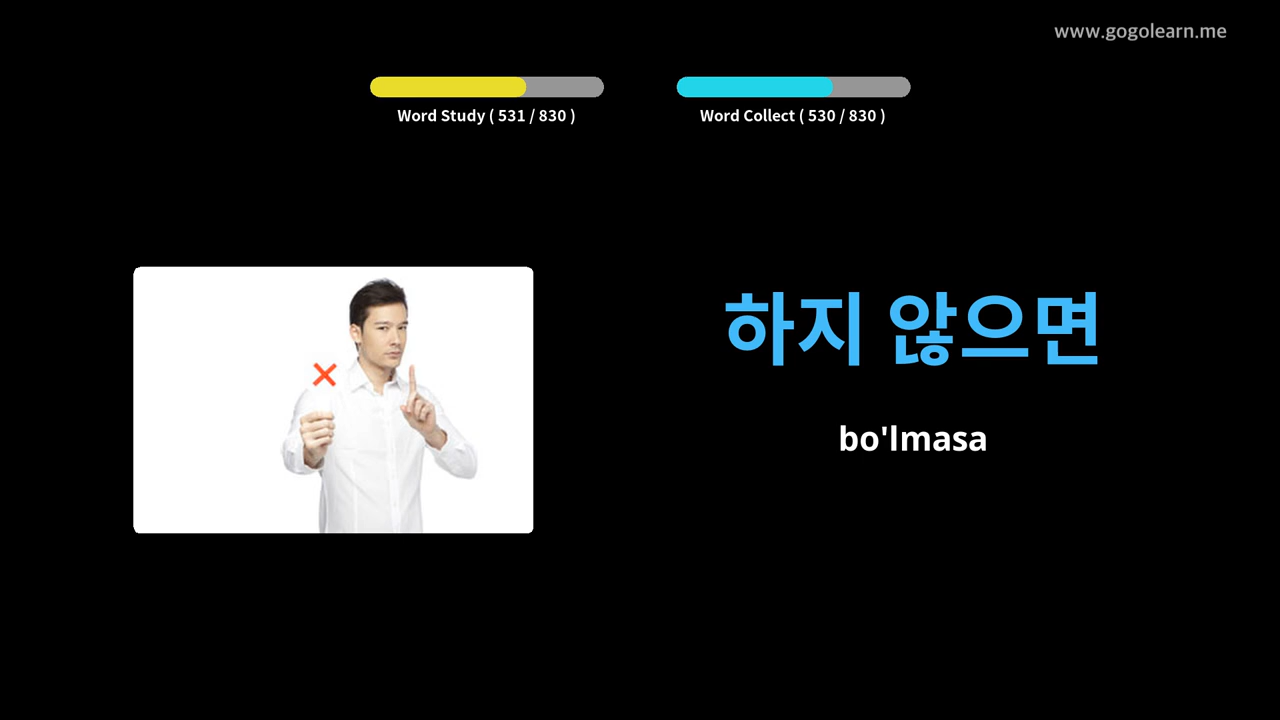 www.gogolearn.me
Word Study ( 531 / 830 )
Word Collect ( 530 / 830 )
하지 않으면
bo'lmasa